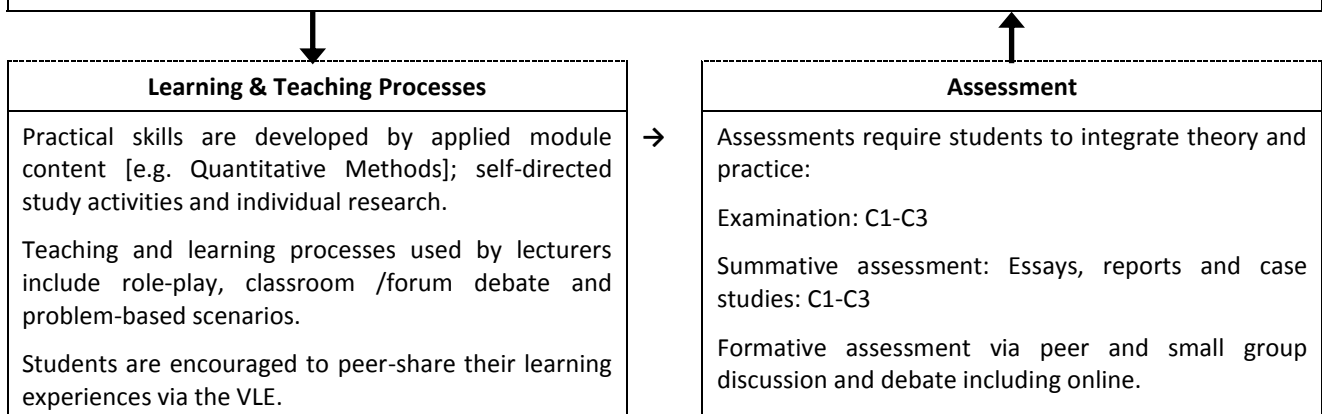 Learning & Teaching Processes
Practical skills are developed by applied module
content [e.g. Quantitative Methods]; self-directed
study activities and individual research.
Teaching and learning processes used by lecturers
include role-play, classroom /forum debate and
problem-based scenarios.
Students are encouraged to peer-share their learning
experiences via the VLE.
→
Assessment
Assessments require students to integrate theory and
practice:
Examination: C1-C3
Summative assessment: Essays, reports and case
studies: C1-C3
Formative assessment via peer and small group
discussion and debate including online.